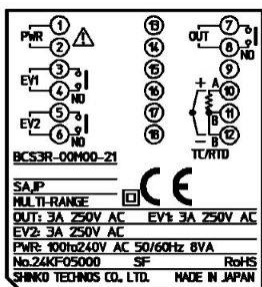 1 13 7
PWR 2 14 OUT 8 NO
3 15 9
EV1 4 NO 16 + A 10
5 17 - B 11
EV2 6 NO 18 B 12
BCS3R-00M00-21 TC/RTD
SA,IP
MULTI-RANGE CE
OUT: 3A 250V AC EV1: 3A 250V AC
EV2: 3A 250V AC
PWR: 100to240V AC 50/60Hz 8VA
No.24KF05000 SF RoHS
SHINKO TECHNOS CO., LTD. MADE IN JAPAN